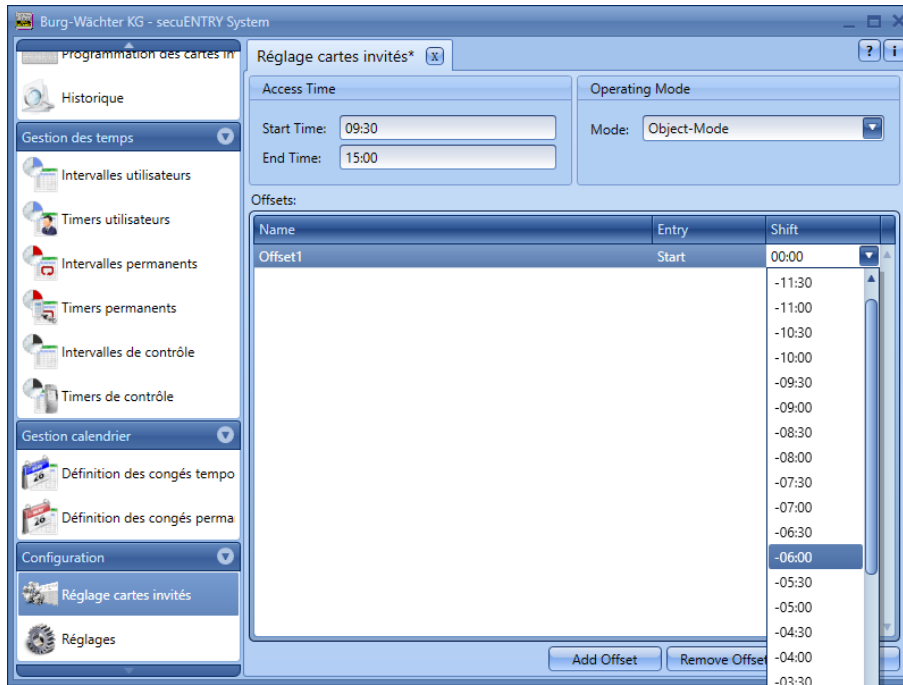 Burg-Wächter KG - secuENTRY System
Programmation des cartes in
Historique
Gestion des temps
Intervalles utilisateurs
Timers utilisateurs
Intervalles permanents
Timers permanents
Intervalles de contrôle
Timers de contrôle
Gestion calendrier
Définition des congés tempo
Définition des congés perma
Configuration
Réglage cartes invités
Réglages
Réglage cartes invités* x
? i
Access Time
Start Time: 09:30
End Time: 15:00
Operating Mode
Mode: Object-Mode
Offsets:
Name Entry Shift
Offset1 Start 00:00
-11:30
-11:00
-10:30
-10:00
-09:30
-09:00
-08:30
-08:00
-07:30
-07:00
-06:30
-06:00
-05:30
-05:00
-04:30
-04:00
-03:30
Add Offset Remove Offset